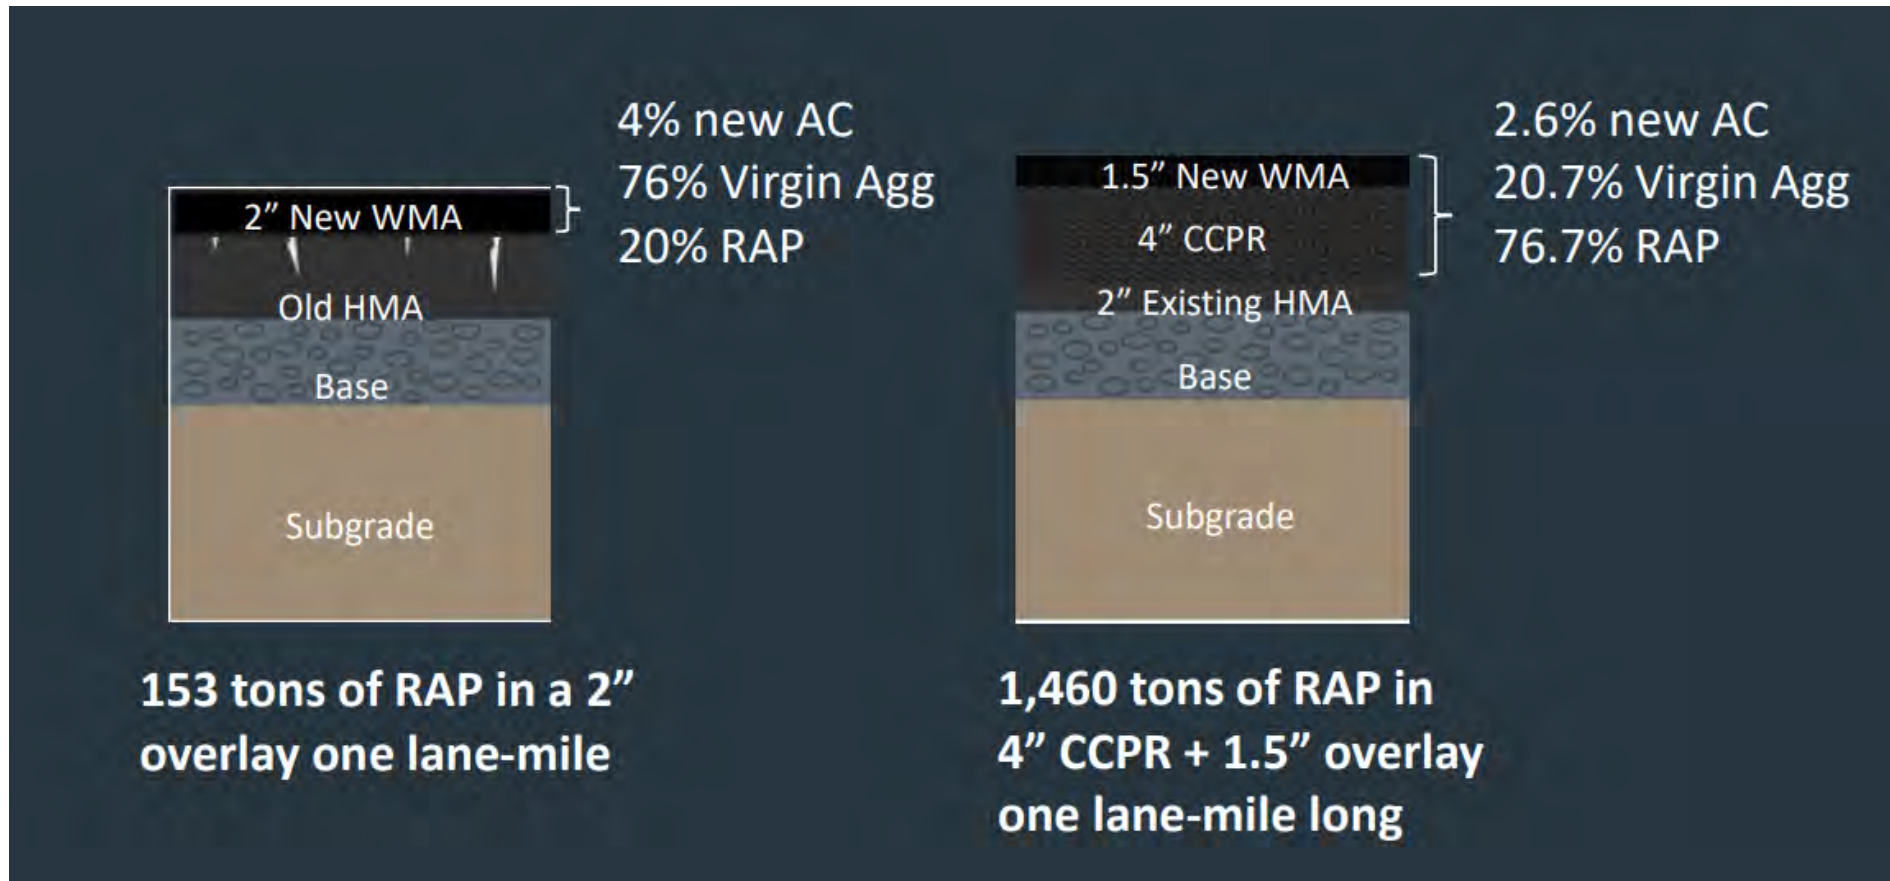 4% new AC
76% Virgin Agg
20% RAP
2” New WMA
Old HMA
Base
Subgrade
153 tons of RAP in a 2”
overlay one lane-mile
2.6% new AC
20.7% Virgin Agg
76.7% RAP
1.5” New WMA
4” CCPR
2” Existing HMA
Base
Subgrade
1,460 tons of RAP in
4” CCPR + 1.5” overlay
one lane-mile long